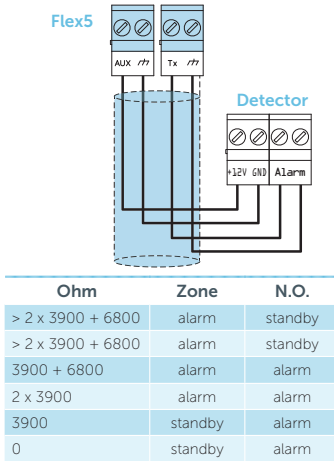 Flex5
AUX Tx
Detector
+12V GND Alarm
Ohm Zone N.O.
> 2 x 3900 + 6800 alarm standby
> 2 x 3900 + 6800 alarm standby
3900 + 6800 alarm alarm
2 x 3900 alarm alarm
3900 standby alarm
0 standby alarm